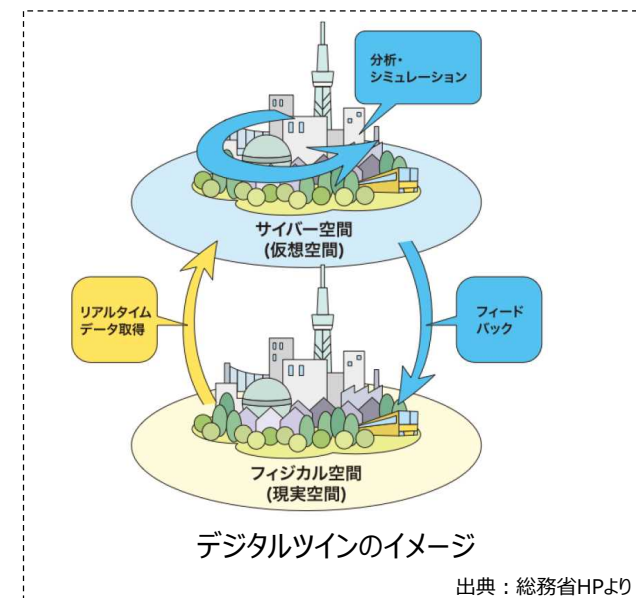 分析・
シミュレーション
サイバー空間
(仮想空間)
リアルタイム
データ取得
フィード
バック
フィジカル空間
(現実空間)
デジタルツインのイメージ
出典：総務省HPより